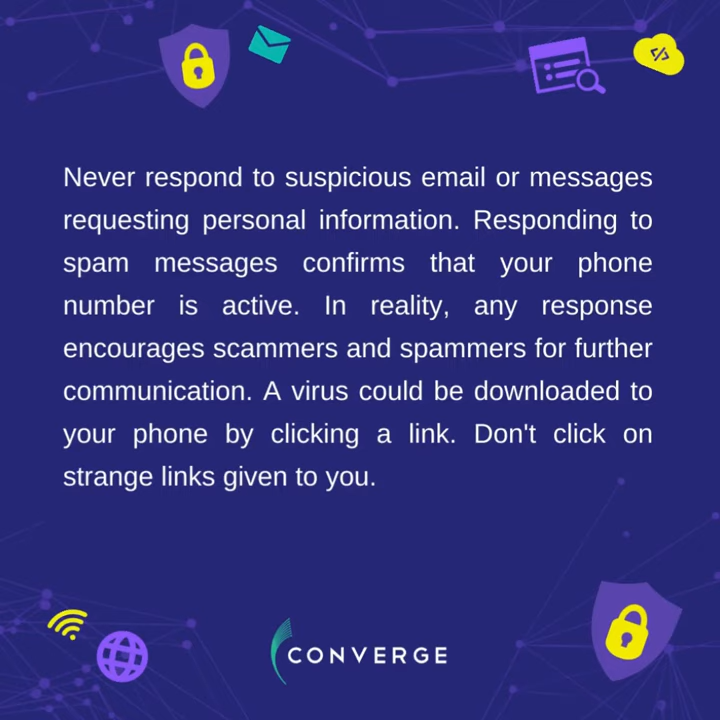 Never respond to suspicious email or messages
requesting personal information. Responding to
spam messages confirms that your phone
number is active. In reality, any response
encourages scammers and spammers for further
communication. A virus could be downloaded to
your phone by clicking a link. Don't click on
strange links given to you.
CONVERGE